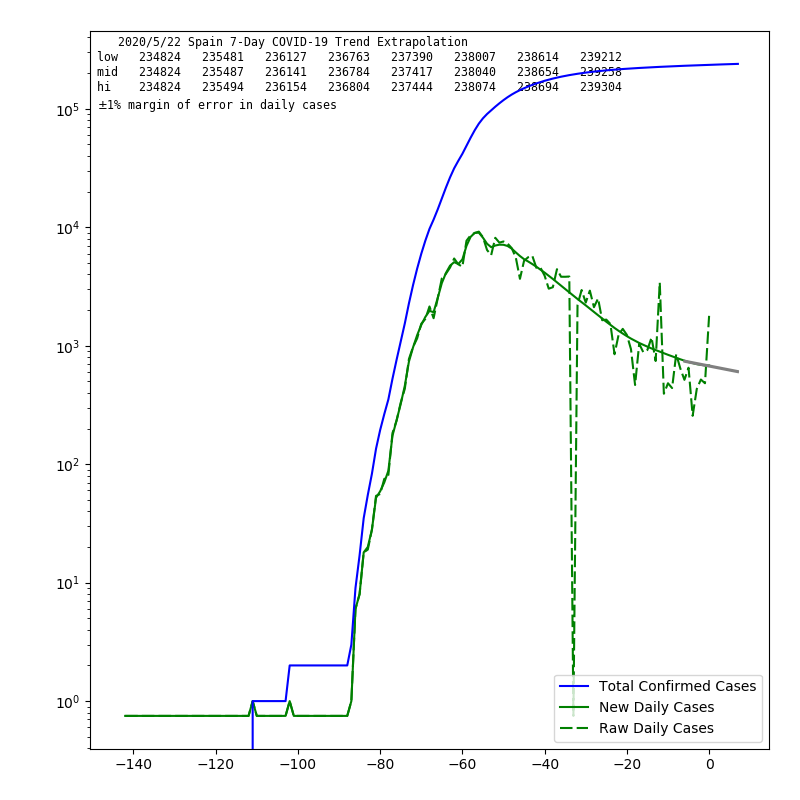 2020/5/22 Spain 7-Day COVID-19 Trend Extrapolation
low 234824 235481 236127 236763 237390 238007 238614 239212
mid 234824 235487 236141 236784 237417 238040 238654 239258
hi 234824 235494 236154 236804 237444 238074 238694 239304
±1% margin of error in daily cases
10⁵
10⁴
10³
10²
10¹
10⁰
Total Confirmed Cases
New Daily Cases
Raw Daily Cases
−140 −120 −100 −80 −60 −40 −20 0